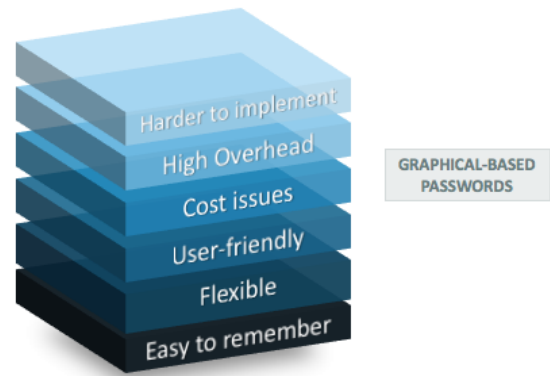 Harder to implement
High Overhead
Cost issues
User-friendly
Flexible
Easy to remember
GRAPHICAL-BASED
PASSWORDS